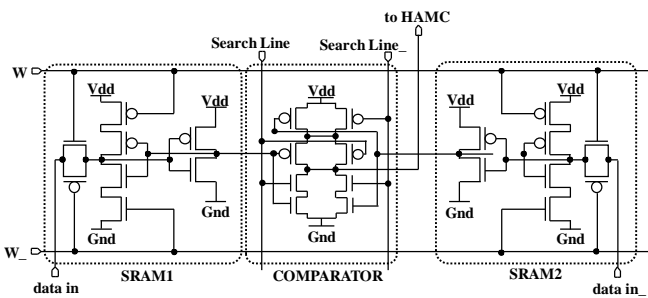 to HAMC
Search Line
Search Line_
W
Vdd
Vdd
Vdd
Vdd
Vdd
Gnd
Gnd
Gnd
Gnd
Gnd
W_
data in
SRAM1
COMPARATOR
SRAM2
data in_